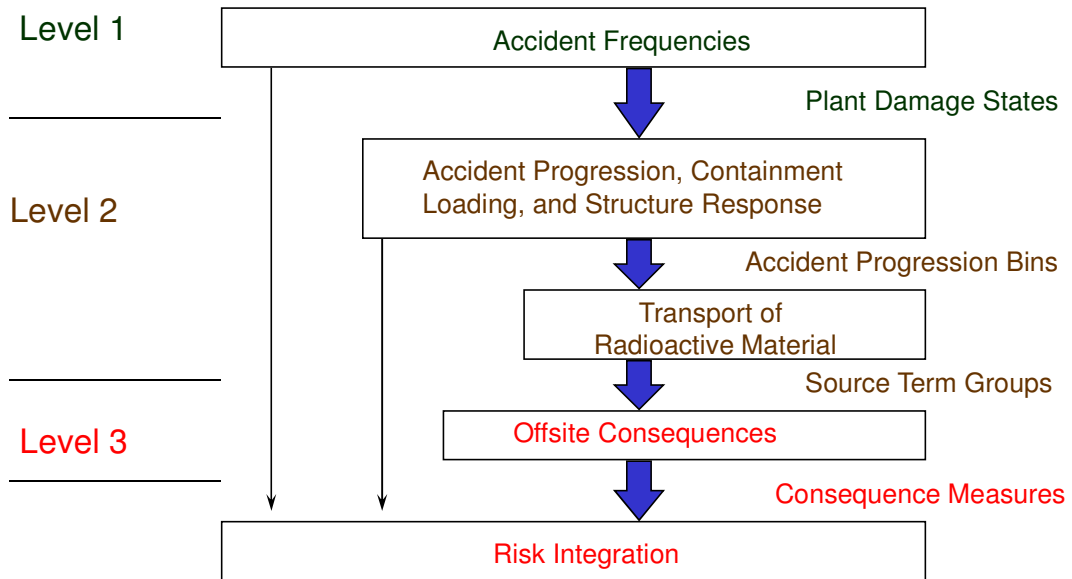 Level 1
Accident Frequencies
Plant Damage States
Level 2
Accident Progression, Containment
Loading, and Structure Response
Accident Progression Bins
Transport of
Radioactive Material
Source Term Groups
Level 3
Offsite Consequences
Consequence Measures
Risk Integration